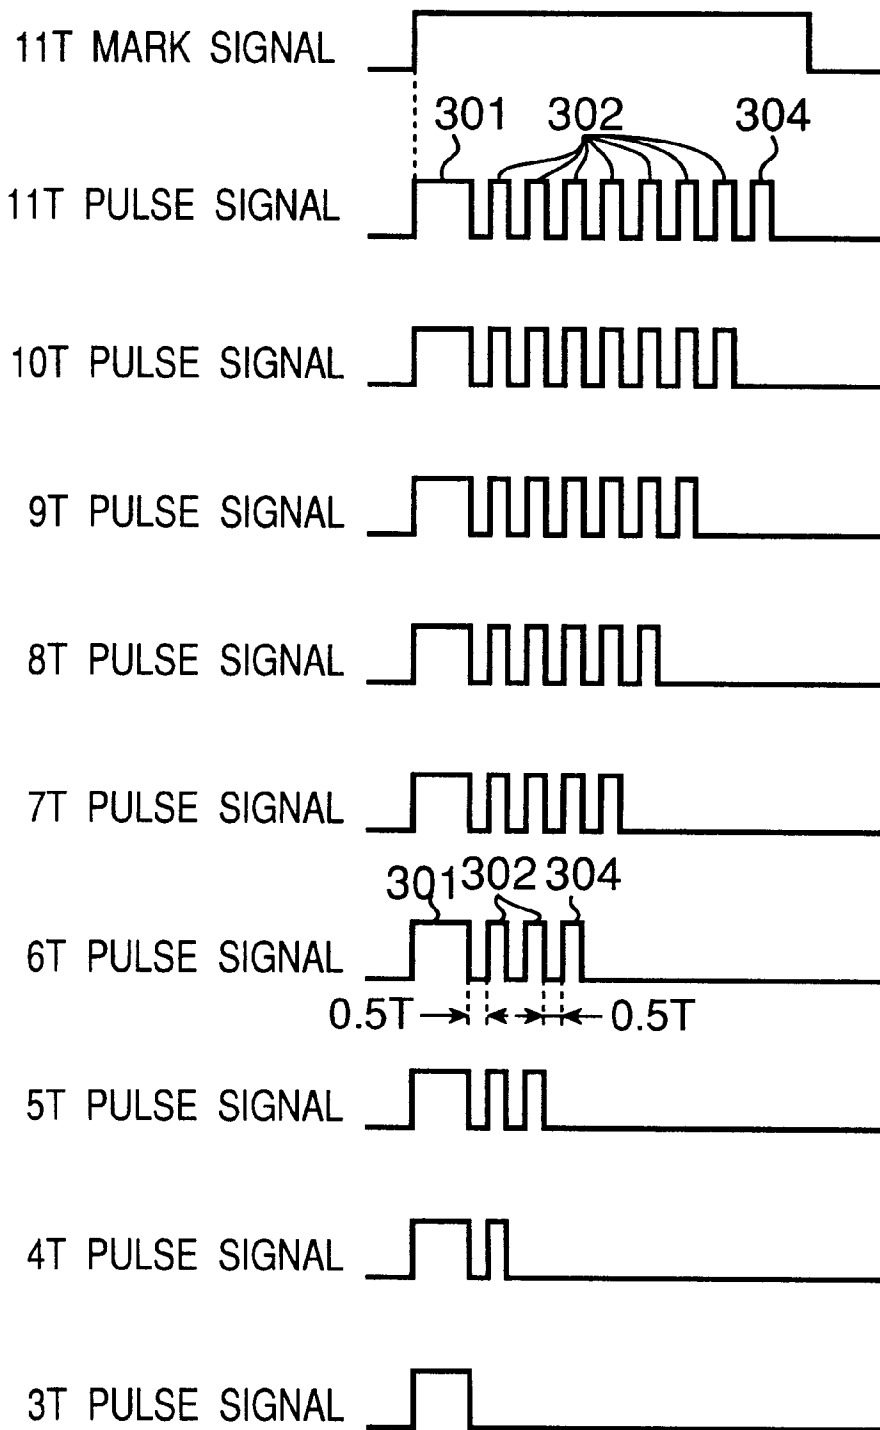 11T MARK SIGNAL
301 302 304
11T PULSE SIGNAL
10T PULSE SIGNAL
9T PULSE SIGNAL
8T PULSE SIGNAL
7T PULSE SIGNAL
301 302 304
6T PULSE SIGNAL
0.5T 0.5T
5T PULSE SIGNAL
4T PULSE SIGNAL
3T PULSE SIGNAL